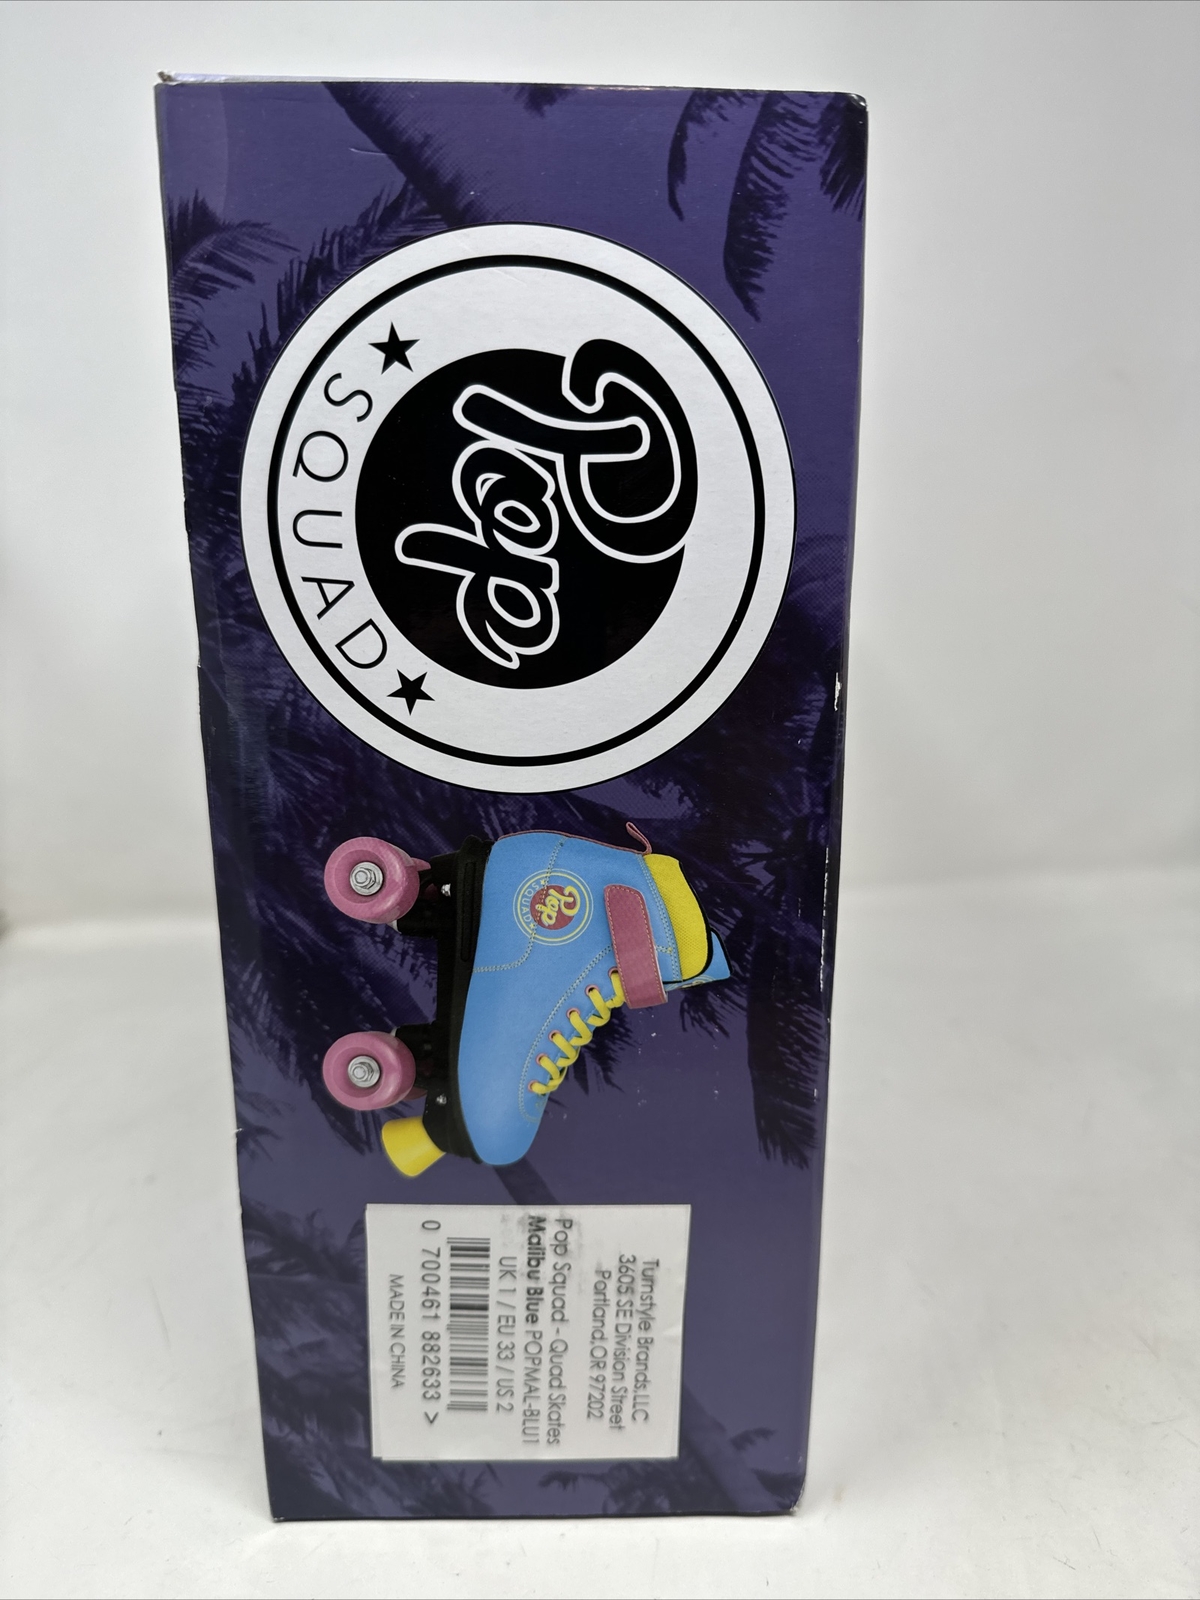 Pop
SQUAD
Pop
SQUAD
Turnstyle Brands,LLC
3605 SE Division Street
Portland,OR 97202
Pop Squad - Quad Skates
Malibu Blue POPMAL-BLU1
UK 1 / EU 33 / US 2
0 700461 882633 >
MADE IN CHINA